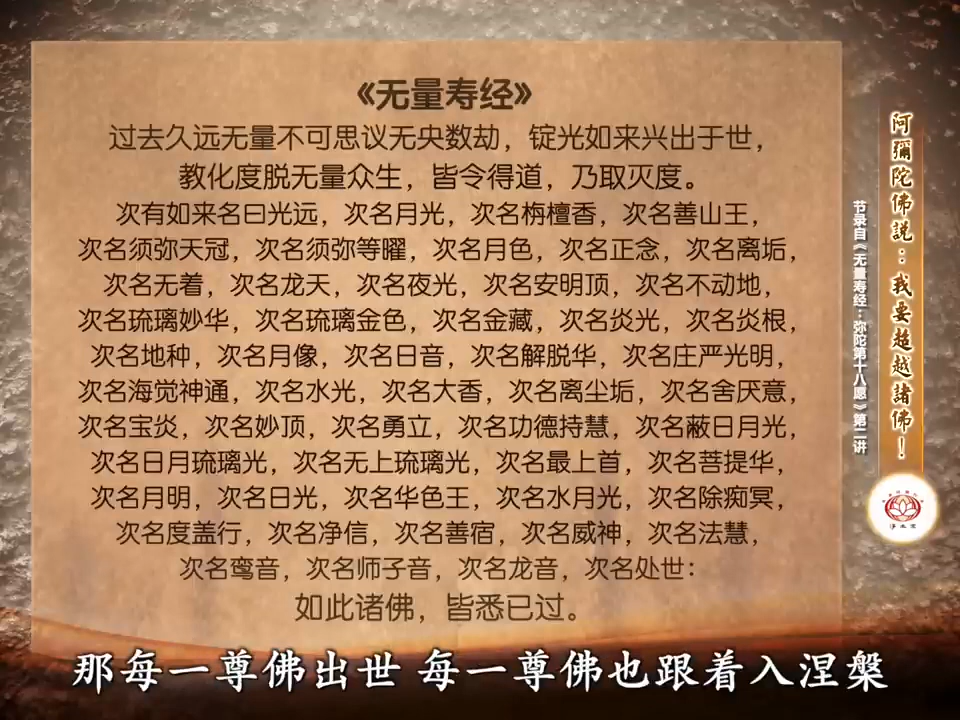 《无量寿经》
过去久远无量不可思议无央数劫，锭光如来兴出于世，
教化度脱无量众生，皆令得道，乃取灭度。
次有如来名曰光远，次名月光，次名栴檀香，次名善山王，
次名须弥天冠，次名须弥等曜，次名月色，次名正念，次名离垢，
次名无着，次名龙天，次名夜光，次名安明顶，次名不动地，
次名琉璃妙华，次名琉璃金色，次名金藏，次名炎光，次名炎根，
次名地种，次名月像，次名日音，次名解脱华，次名庄严光明，
次名海觉神通，次名水光，次名大香，次名离尘垢，次名舍厌意，
次名宝炎，次名妙顶，次名勇立，次名功德持慧，次名蔽日月光，
次名日月琉璃光，次名无上琉璃光，次名最上首，次名菩提华，
次名月明，次名日光，次名华色王，次名水月光，次名除痴冥，
次名度盖行，次名净信，次名善宿，次名威神，次名法慧，
次名鸾音，次名师子音，次名龙音，次名处世：
如此诸佛，皆悉已过。
阿彌陀佛説：我要超越諸佛！
节录自《无量寿经：弥陀第十八愿》第二讲
那每一尊佛出世 每一尊佛也跟着入涅槃